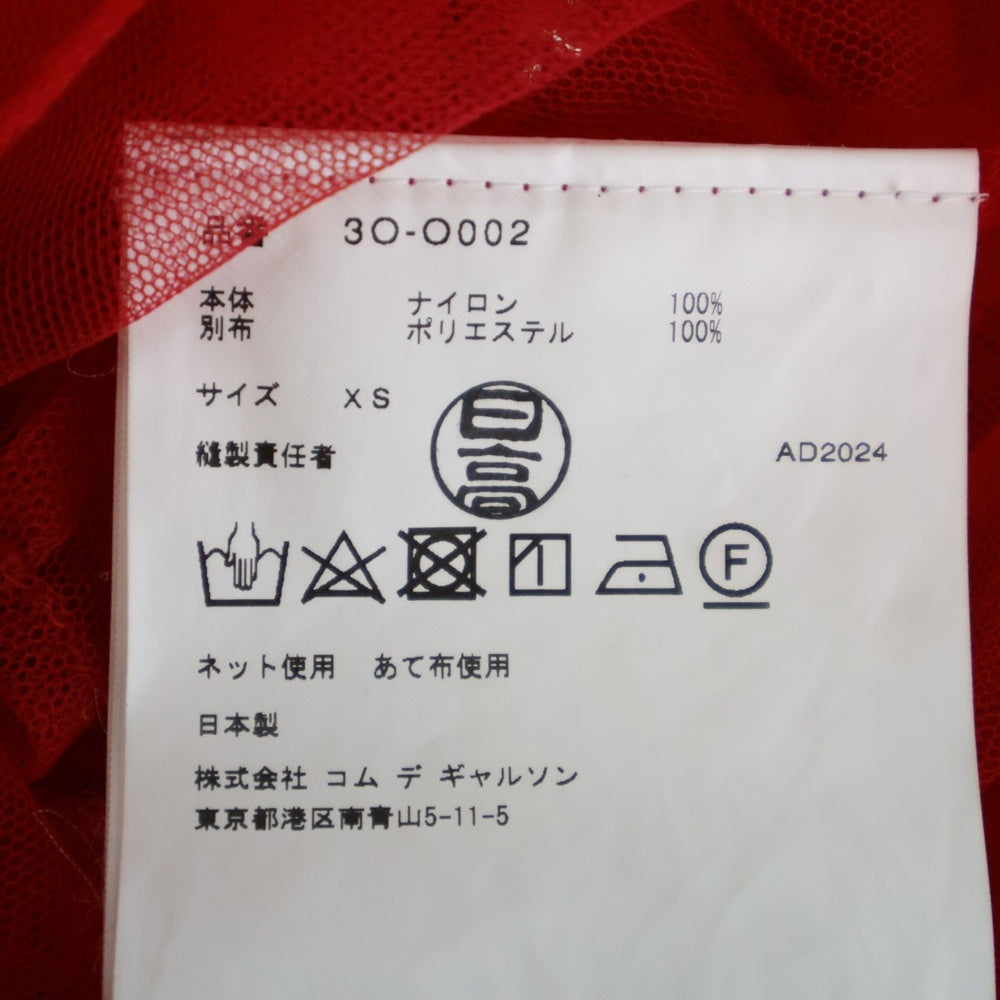 品番 3O-O002
本体 ナイロン 100%
別布 ポリエステル 100%
サイズ XS
日高
縫製責任者 AD2024
F
ネット使用 あて布使用
日本製
株式会社 コム デ ギャルソン
東京都港区南青山5-11-5